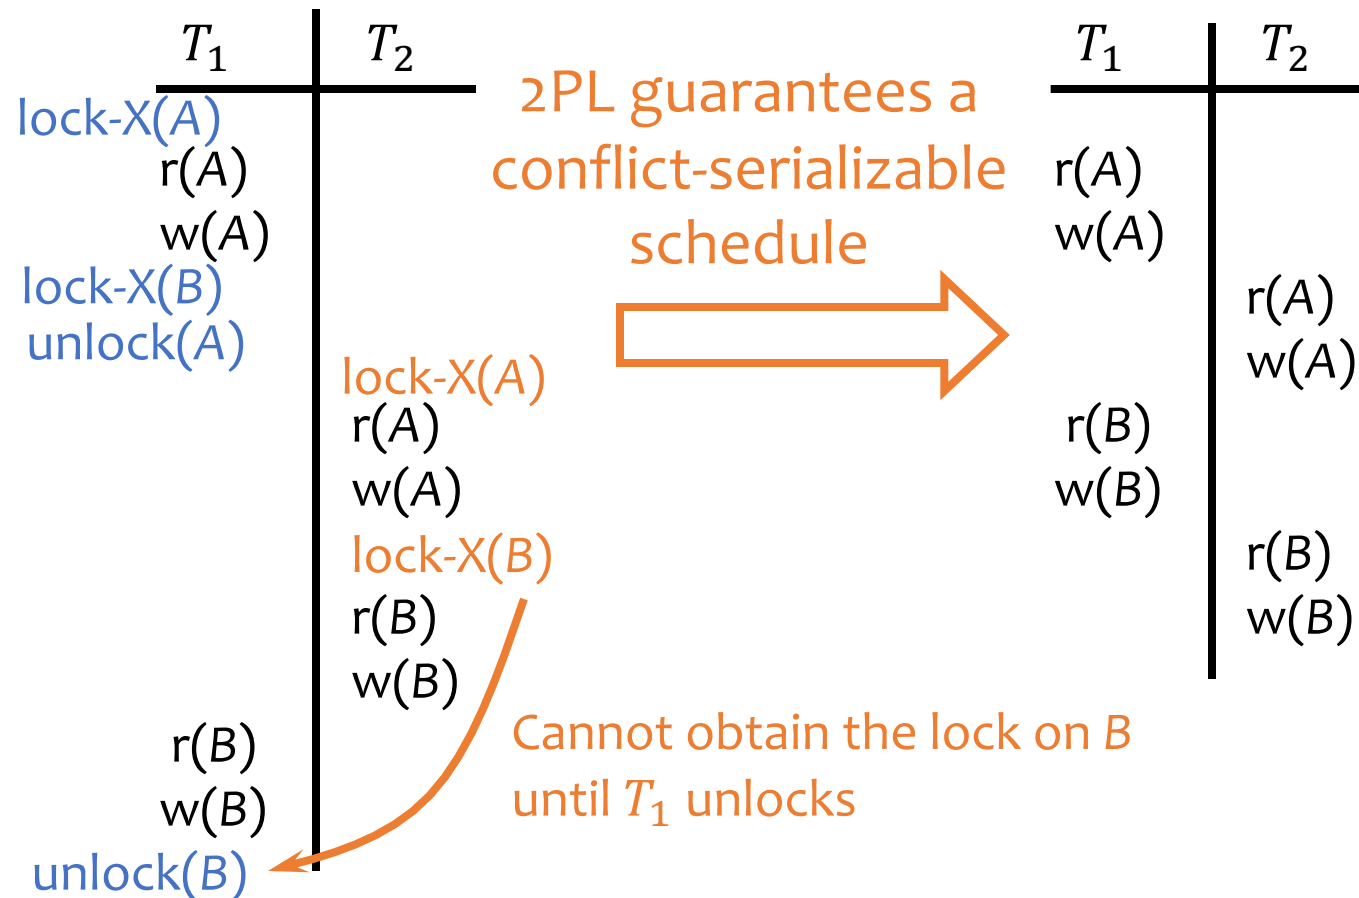 T₁ T₂
lock-X(A)
r(A)
w(A)
lock-X(B)
unlock(A)
lock-X(A)
r(A)
w(A)
lock-X(B)
r(B)
w(B)
r(B)
w(B)
unlock(B)
2PL guarantees a
conflict-serializable
schedule
Cannot obtain the lock on B
until T₁ unlocks
T₁ T₂
r(A)
w(A)
r(A)
w(A)
r(B)
w(B)
r(B)
w(B)